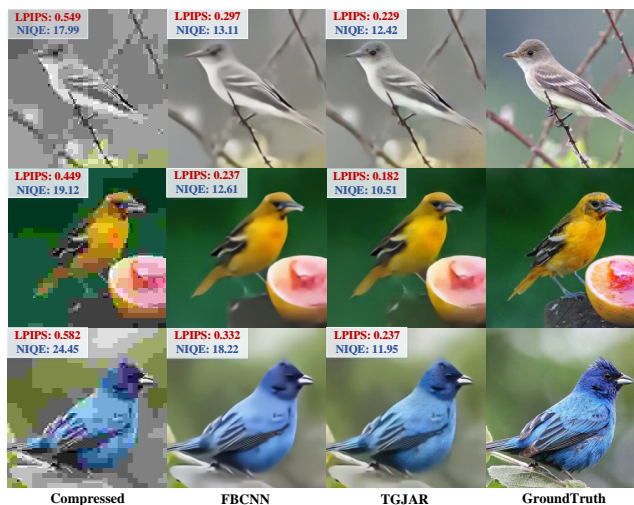 LPIPS: 0.549
NIQE: 17.99
LPIPS: 0.297
NIQE: 13.11
LPIPS: 0.229
NIQE: 12.42
LPIPS: 0.449
NIQE: 19.12
LPIPS: 0.237
NIQE: 12.61
LPIPS: 0.182
NIQE: 10.51
LPIPS: 0.582
NIQE: 24.45
LPIPS: 0.332
NIQE: 18.22
LPIPS: 0.237
NIQE: 11.95
Compressed
FBCNN
TGJAR
GroundTruth